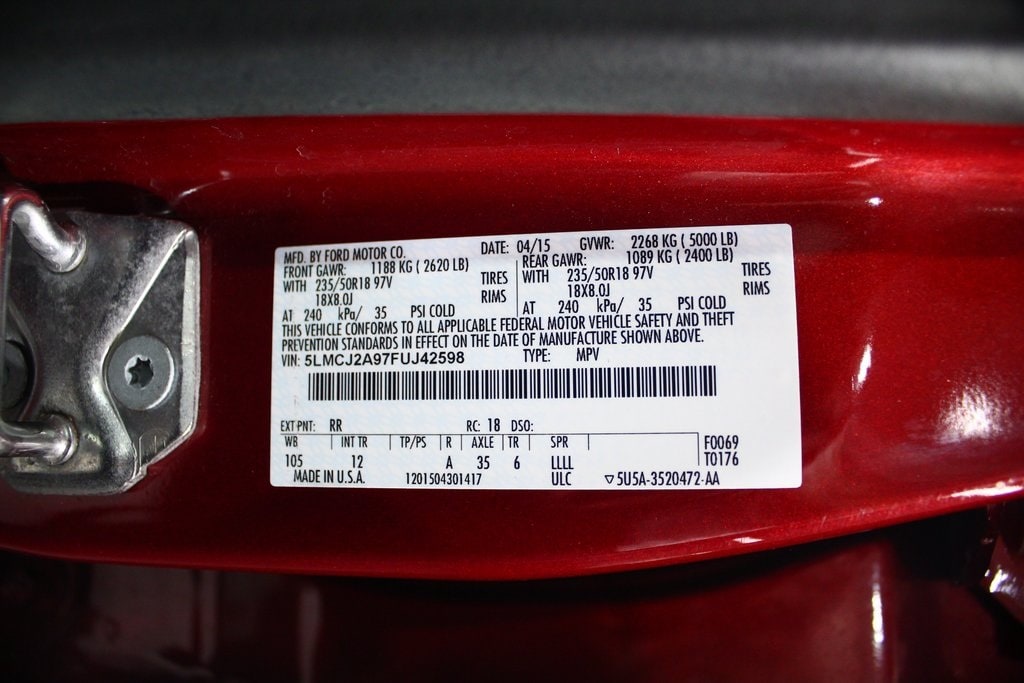 MFD. BY FORD MOTOR CO. DATE: 04/15 GVWR: 2268 KG ( 5000 LB)
FRONT GAWR: 1188 KG ( 2620 LB) REAR GAWR: 1089 KG ( 2400 LB)
WITH 235/50R18 97V TIRES WITH 235/50R18 97V TIRES
18X8.0J RIMS 18X8.0J RIMS
AT 240 kPa/ 35 PSI COLD AT 240 kPa/ 35 PSI COLD
THIS VEHICLE CONFORMS TO ALL APPLICABLE FEDERAL MOTOR VEHICLE SAFETY AND THEFT
PREVENTION STANDARDS IN EFFECT ON THE DATE OF MANUFACTURE SHOWN ABOVE.
VIN: 5LMCJ2A97FUJ42598 TYPE: MPV
EXT PNT: RR RC: 18 DSO:
WB INT TR TP/PS R AXLE TR SPR F0069
105 12 A 35 6 LLLL T0176
MADE IN U.S.A. 1201504301417 ULC ▽5U5A-3520472-AA